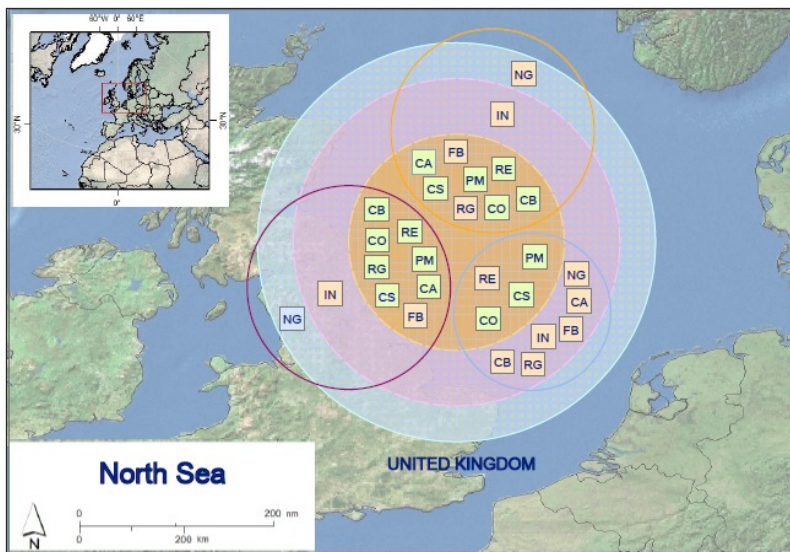 60°W 0° 60°E
30°N
30°N
0°
NG
IN
FB
CA
RE
PM
CS
CB
RG
CO
CB
RE
CO
PM
RG
CA
CS
FB
IN
NG
PM
NG
RE
CA
CS
FB
CO
IN
CB
RG
UNITED KINGDOM
North Sea
N
0 200 nm
0 200 km